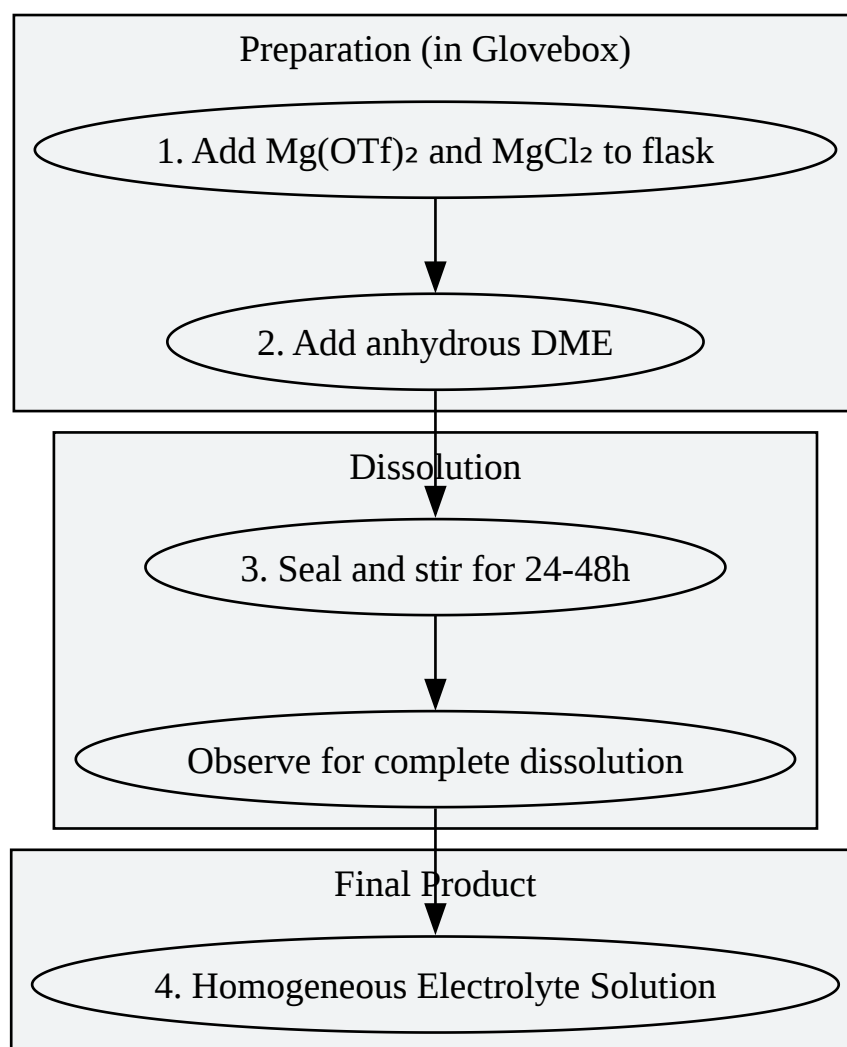 Preparation (in Glovebox)
1. Add Mg(OTf)₂ and MgCl₂ to flask
2. Add anhydrous DME
Dissolution
3. Seal and stir for 24-48h
Observe for complete dissolution
Final Product
4. Homogeneous Electrolyte Solution